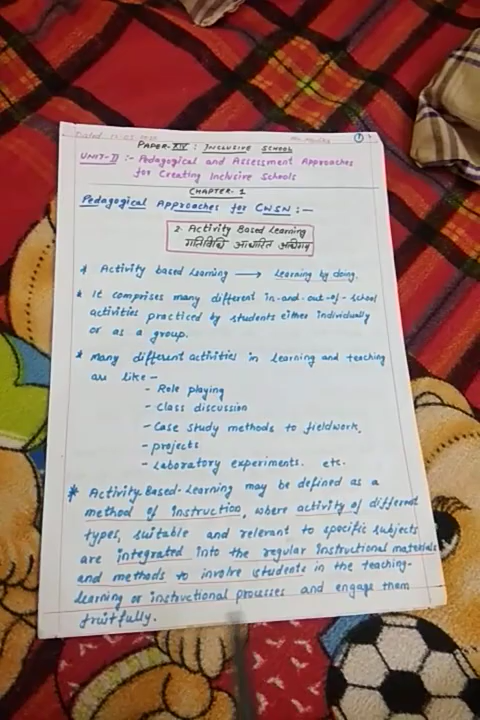 Dated
PAPER-XIV : INCLUSIVE SCHOOL
UNIT-II :- Pedagogical and Assessment Approaches
for Creating Inclusive Schools
CHAPTER-1
Pedagogical Approaches for CWSN :-
2. Activity Based Learning
गतिविधि आधारित अधिगम
* Activity based learning → learning by doing.
* It comprises many different in-and-out-of-school
activities practiced by students either individually
or as a group.
* Many different activities in learning and teaching
are like -
- Role playing
- Class discussion
- Case study methods to fieldwork,
- projects
- Laboratory experiments. etc.
* Activity-Based-Learning may be defined as a
method of instruction, where activity of different
types, suitable and relevant to specific subjects
are integrated into the regular instructional materials
and methods to involve students in the teaching-
learning or instructional processes and engage them
fruitfully.